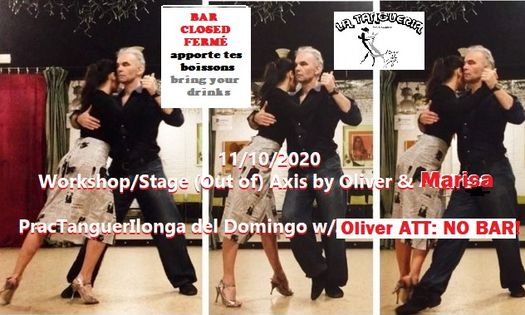 BAR
CLOSED
FERMÉ
apporte tes
boissons
bring your
drinks
LA TANGUERIA
11/10/2020
Workshop/Stage (Out of) Axis by Oliver & Marisa
PracTanguerIlonga del Domingo w/ Oliver ATT: NO BAR!